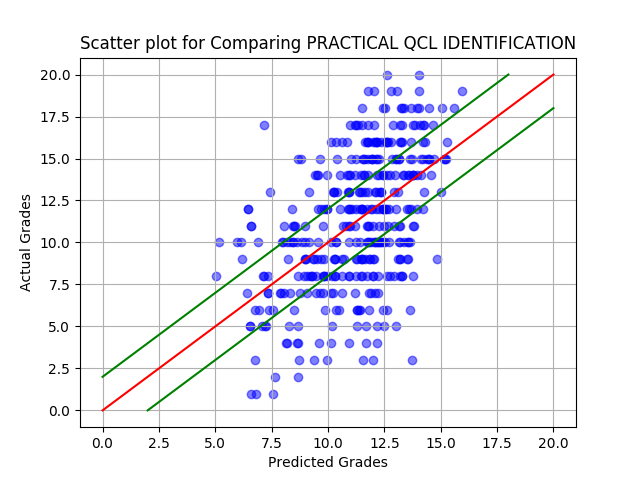 Scatter plot for Comparing PRACTICAL QCL IDENTIFICATION
20.0
17.5
15.0
12.5
10.0
7.5
5.0
2.5
0.0
Actual Grades
0.0 2.5 5.0 7.5 10.0 12.5 15.0 17.5 20.0
Predicted Grades